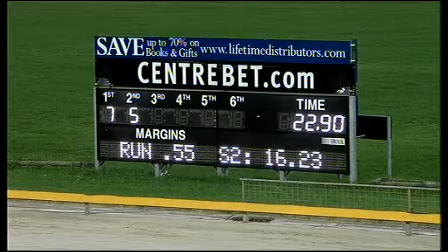 SAVE up to 70% on Books & Gifts www.lifetimedistributors.com
CENTREBET.com
1ST 2ND 3RD 4TH 5TH 6TH TIME
7 5 22.90
MARGINS
RUN .55 S2: 16.23